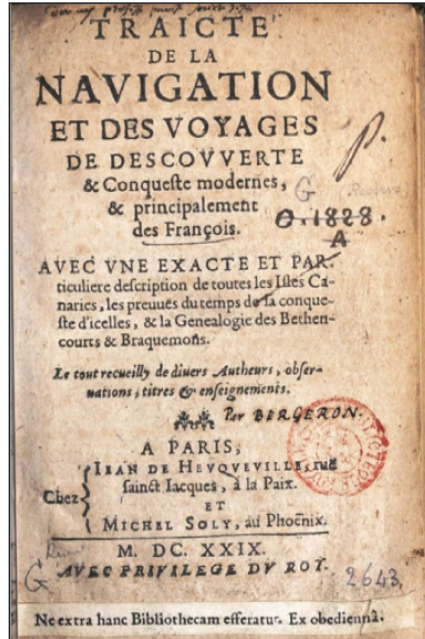 TRAICTE
DE LA
NAVIGATION
ET DES VOYAGES
DE DESCOVVERTE
& Conqueste modernes,
& principalement
des François.
G
O.1828.
A
AVEC VNE EXACTE ET PAR-
ticuliere description de toutes les Isles Ca-
naries, les preuues du temps de la conque-
ste d'icelles, & la Genealogie des Bethen-
courts & Braquemons.
Le tout recueilly de diuers Autheurs, obser-
uations, titres & enseignements.
Par BERGERON.
A PARIS,
Chez
IEAN DE HEVQVEVILLE, ruë
sainct Iacques, à la Paix.
ET
MICHEL SOLY, au Phoenix.
M. DC. XXIX.
AVEC PRIVILEGE DV ROY.
G
2643.
Ne extra hanc Bibliothecam efferatur. Ex obedientiâ.